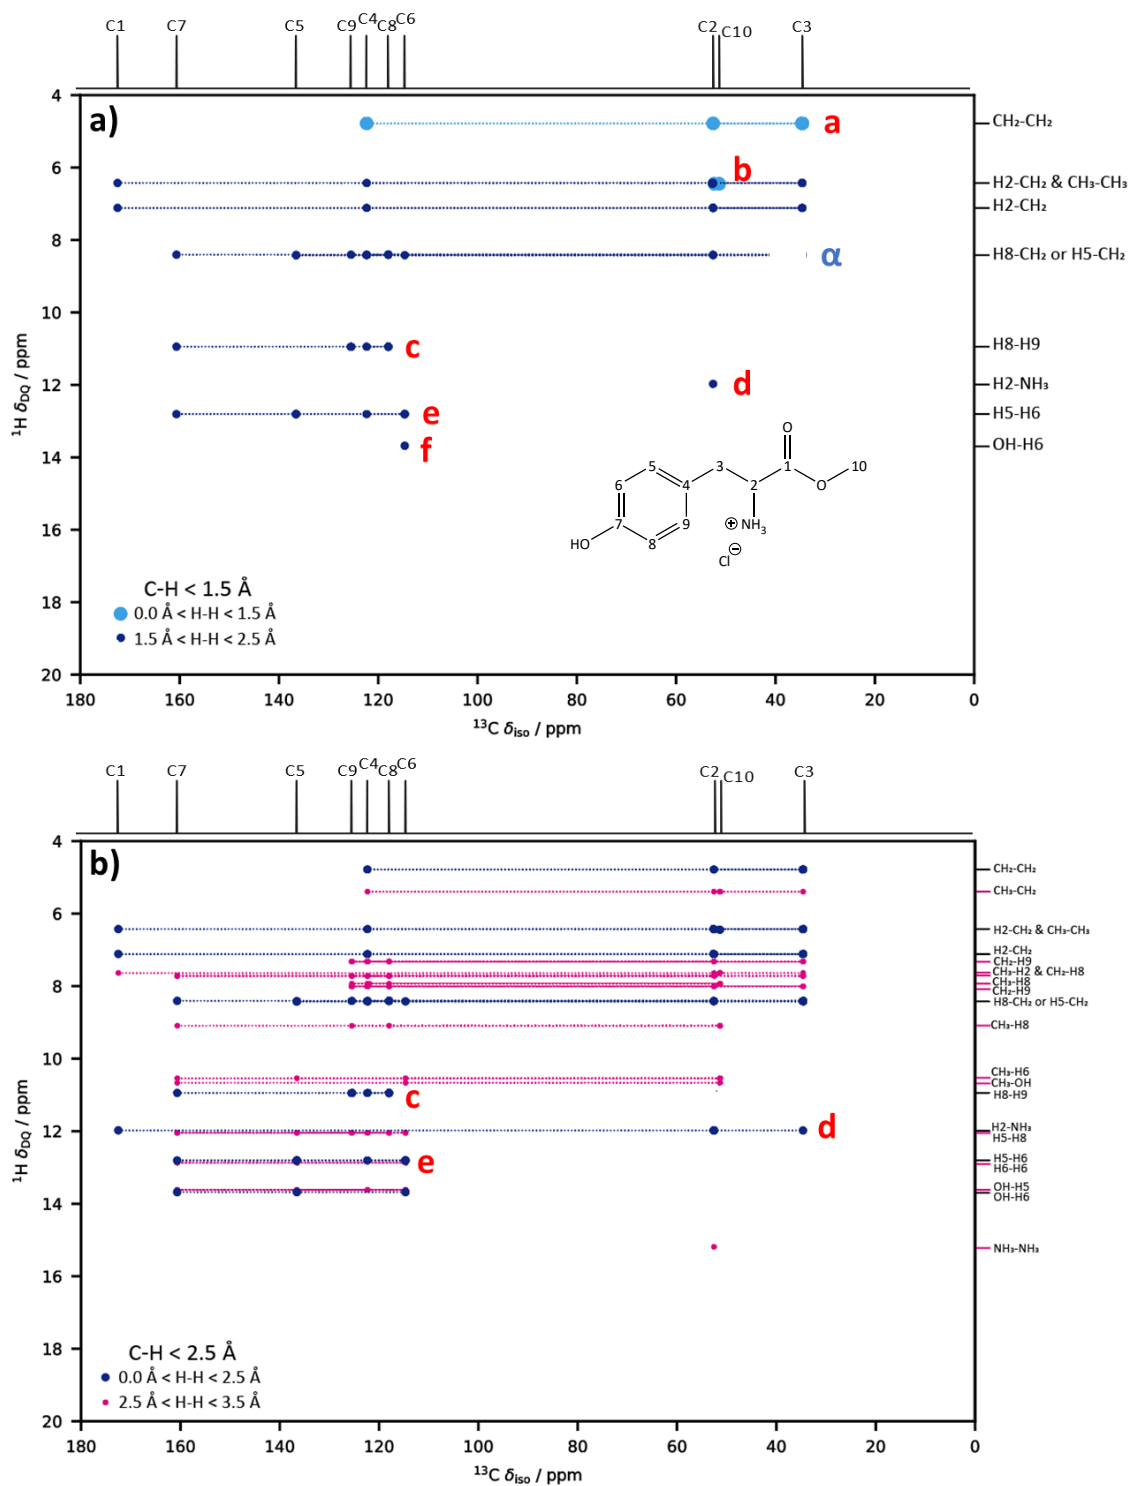 C1 C7 C5 C9 C4 C8 C6 C2 C10 C3
a)
4
6
8
10
12
14
16
18
20
¹H δDQ / ppm
a
b
α
c
d
e
f
CH₂-CH₂
H2-CH₂ & CH₃-CH₃
H2-CH₂
H8-CH₂ or H5-CH₂
H8-H9
H2-NH₃
H5-H6
OH-H6
O
5 3 1 10
6 4 2 O
7 9 ⊕ NH₃
HO 8
Cl⊖
C-H < 1.5 Å
0.0 Å < H-H < 1.5 Å
1.5 Å < H-H < 2.5 Å
180 160 140 120 100 80 60 40 20 0
¹³C δiso / ppm
C1 C7 C5 C9 C4 C8 C6 C2 C10 C3
b)
4
6
8
10
12
14
16
18
20
¹H δDQ / ppm
c
d
e
CH₂-CH₂
CH₃-CH₂
H2-CH₂ & CH₃-CH₃
H2-CH₂
CH₂-H9
CH₃-H2 & CH₂-H8
CH₃-H8
CH₂-H9
H8-CH₂ or H5-CH₂
CH₃-H8
CH₃-H6
CH₃-OH
H8-H9
H2-NH₃
H5-H8
H5-H6
H6-H6
OH-H5
OH-H6
NH₃-NH₃
C-H < 2.5 Å
0.0 Å < H-H < 2.5 Å
2.5 Å < H-H < 3.5 Å
180 160 140 120 100 80 60 40 20 0
¹³C δiso / ppm